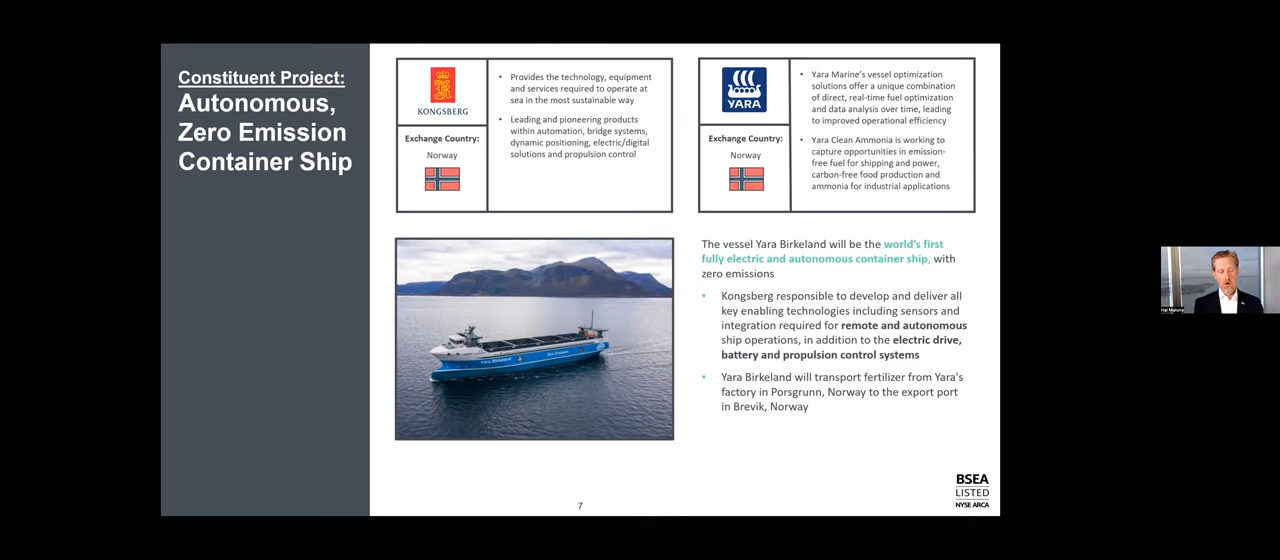 Constituent Project:
Autonomous,
Zero Emission
Container Ship
KONGSBERG
Exchange Country:
Norway
• Provides the technology, equipment
and services required to operate at
sea in the most sustainable way
• Leading and pioneering products
within automation, bridge systems,
dynamic positioning, electric/digital
solutions and propulsion control
YARA
Exchange Country:
Norway
• Yara Marine's vessel optimization
solutions offer a unique combination
of direct, real-time fuel optimization
and data analysis over time, leading
to improved operational efficiency
• Yara Clean Ammonia is working to
capture opportunities in emission-
free fuel for shipping and power,
carbon-free food production and
ammonia for industrial applications
Yara Birkeland
Zero Emission
The vessel Yara Birkeland will be the world's first
fully electric and autonomous container ship, with
zero emissions
• Kongsberg responsible to develop and deliver all
key enabling technologies including sensors and
integration required for remote and autonomous
ship operations, in addition to the electric drive,
battery and propulsion control systems
• Yara Birkeland will transport fertilizer from Yara's
factory in Porsgrunn, Norway to the export port
in Brevik, Norway
7
BSEA
LISTED
NYSE ARCA
Hal Malone